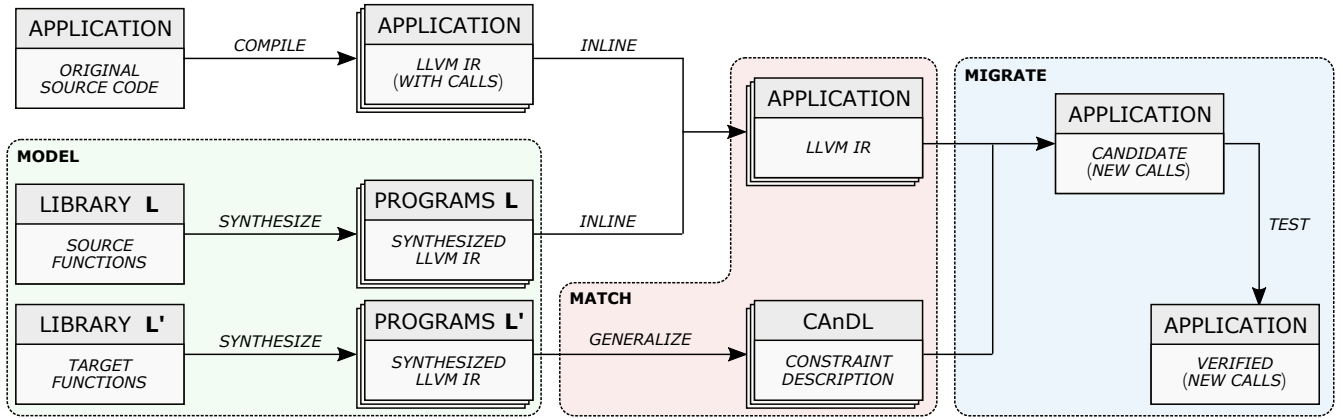 APPLICATION
ORIGINAL
SOURCE CODE
COMPILE
APPLICATION
LLVM IR
(WITH CALLS)
INLINE
MODEL
LIBRARY L
SOURCE
FUNCTIONS
SYNTHESIZE
PROGRAMS L
SYNTHESIZED
LLVM IR
INLINE
LIBRARY L'
TARGET
FUNCTIONS
SYNTHESIZE
PROGRAMS L'
SYNTHESIZED
LLVM IR
MATCH
GENERALIZE
APPLICATION
LLVM IR
CAnDL
CONSTRAINT
DESCRIPTION
MIGRATE
APPLICATION
CANDIDATE
(NEW CALLS)
TEST
APPLICATION
VERIFIED
(NEW CALLS)